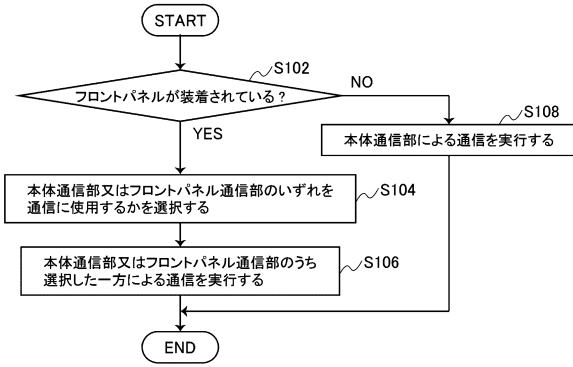 START
S102
フロントパネルが装着されている?
NO
YES
S108
本体通信部による通信を実行する
本体通信部又はフロントパネル通信部のいずれを
通信に使用するかを選択する
S104
本体通信部又はフロントパネル通信部のうち
選択した一方による通信を実行する
S106
END